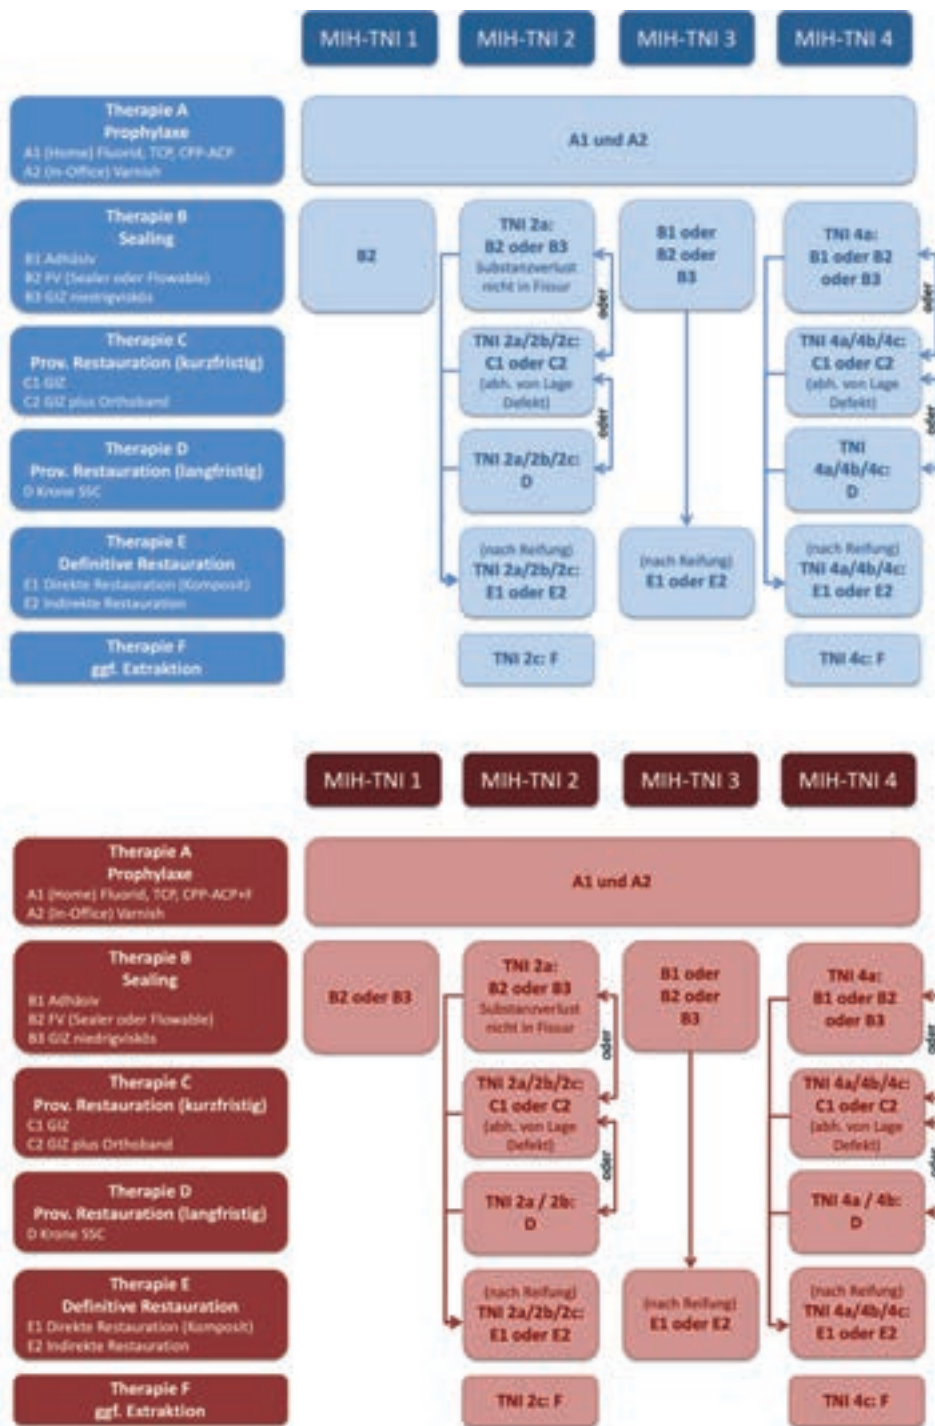 MIH-TNI 1
MIH-TNI 2
MIH-TNI 3
MIH-TNI 4
Therapie A
Prophylaxe
A1 (Home) Fluorid, TCP, CPP-ACP
A2 (In-Office) Varnish
A1 und A2
Therapie B
Sealing
B1 Adhäsiv
B2 FV (Sealer oder Flowable)
B3 GIZ niedrigviskös
B2
TNI 2a:
B2 oder B3
Substanzverlust
nicht in Fissur
B1 oder
B2 oder
B3
TNI 4a:
B1 oder B2
oder B3
oder
oder
Therapie C
Prov. Restauration (kurzfristig)
C1 GIZ
C2 GIZ plus Orthoband
TNI 2a/2b/2c:
C1 oder C2
(abh. von Lage
Defekt)
TNI 4a/4b/4c:
C1 oder C2
(abh. von Lage
Defekt)
oder
oder
Therapie D
Prov. Restauration (langfristig)
D Krone SSC
TNI 2a/2b/2c:
D
TNI
4a/4b/4c:
D
Therapie E
Definitive Restauration
E1 Direkte Restauration (Komposit)
E2 Indirekte Restauration
(nach Reifung)
TNI 2a/2b/2c:
E1 oder E2
(nach Reifung)
E1 oder E2
(nach Reifung)
TNI 4a/4b/4c:
E1 oder E2
Therapie F
ggf. Extraktion
TNI 2c: F
TNI 4c: F
MIH-TNI 1
MIH-TNI 2
MIH-TNI 3
MIH-TNI 4
Therapie A
Prophylaxe
A1 (Home) Fluorid, TCP, CPP-ACP+F
A2 (In-Office) Varnish
A1 und A2
Therapie B
Sealing
B1 Adhäsiv
B2 FV (Sealer oder Flowable)
B3 GIZ niedrigviskös
B2 oder B3
TNI 2a:
B2 oder B3
Substanzverlust
nicht in Fissur
B1 oder
B2 oder
B3
TNI 4a:
B1 oder B2
oder B3
oder
oder
Therapie C
Prov. Restauration (kurzfristig)
C1 GIZ
C2 GIZ plus Orthoband
TNI 2a/2b/2c:
C1 oder C2
(abh. von Lage
Defekt)
TNI 4a/4b/4c:
C1 oder C2
(abh. von Lage
Defekt)
oder
oder
Therapie D
Prov. Restauration (langfristig)
D Krone SSC
TNI 2a / 2b:
D
TNI 4a / 4b:
D
Therapie E
Definitive Restauration
E1 Direkte Restauration (Komposit)
E2 Indirekte Restauration
(nach Reifung)
TNI 2a/2b/2c:
E1 oder E2
(nach Reifung)
E1 oder E2
(nach Reifung)
TNI 4a/4b/4c:
E1 oder E2
Therapie F
ggf. Extraktion
TNI 2c: F
TNI 4c: F